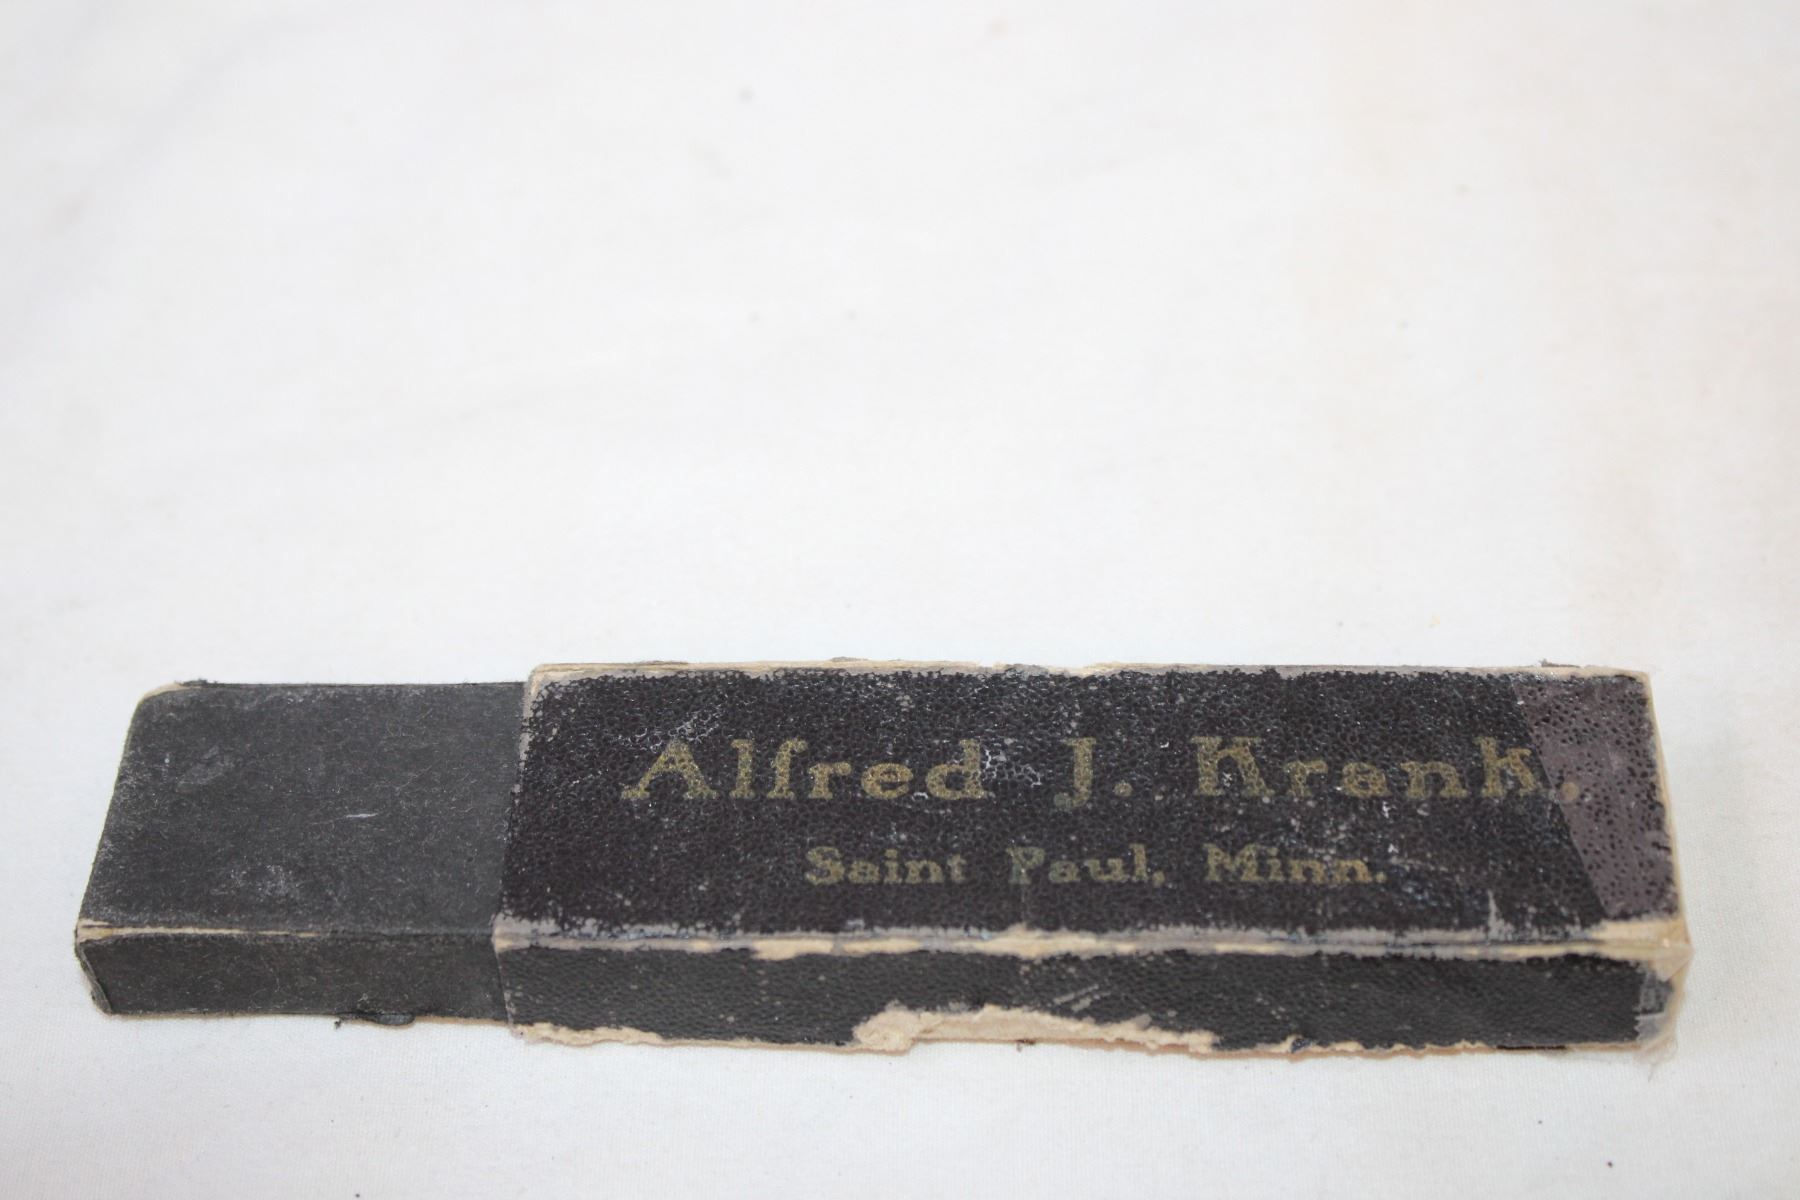 Alfred J. Krank.
Saint Paul, Minn.